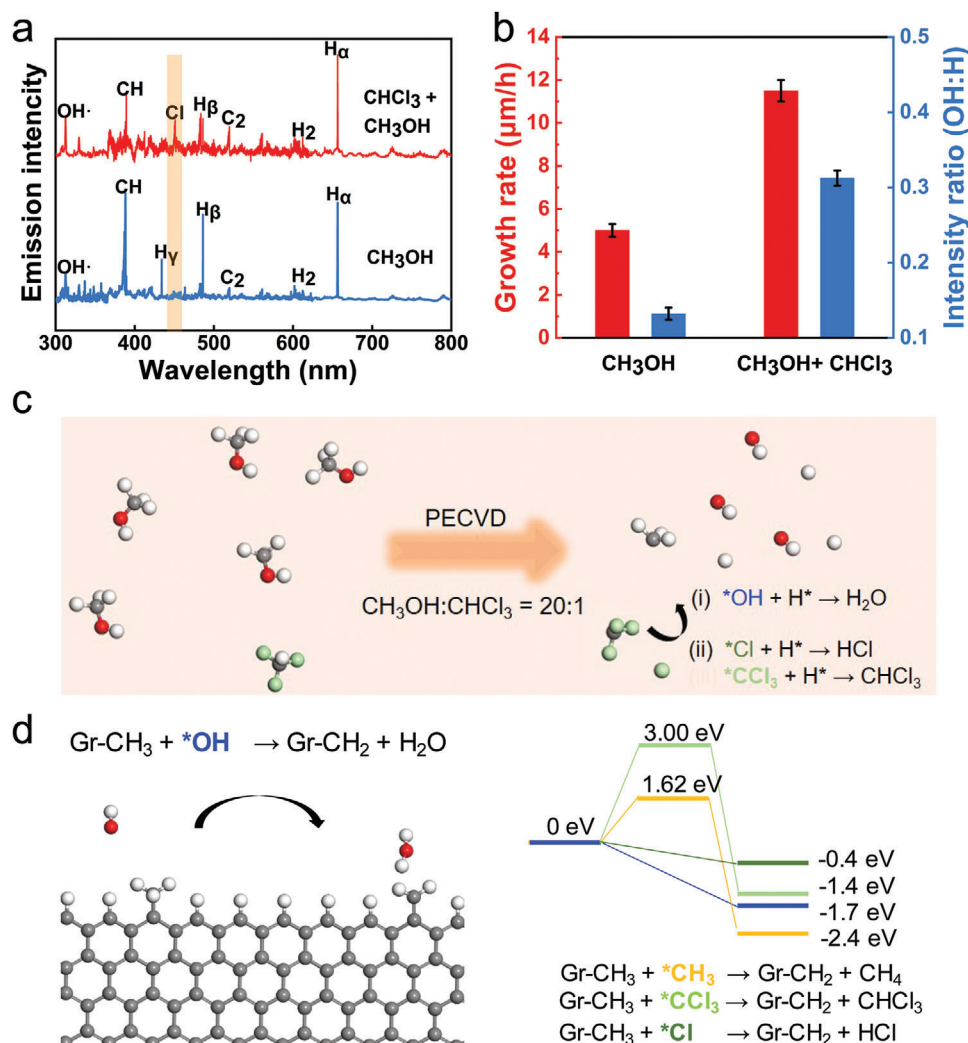 a
Emission intencity
OH·
CH
Cl
Hβ
C2
H2
Hα
CHCl₃ +
CH₃OH
OH·
CH
Hγ
Hβ
C2
H2
Hα
CH₃OH
300 400 500 600 700 800
Wavelength (nm)
b
Growth rate (μm/h)
14
12
10
8
6
4
2
0
CH₃OH CH₃OH+ CHCl₃
0.5
0.4
0.3
0.2
0.1
Intensity ratio (OH:H)
c
PECVD
CH₃OH:CHCl₃ = 20:1
(i) *OH + H* → H₂O
(ii) *Cl + H* → HCl
(iii) *CCl₃ + H* → CHCl₃
d
Gr-CH₃ + *OH → Gr-CH₂ + H₂O
3.00 eV
1.62 eV
0 eV
-0.4 eV
-1.4 eV
-1.7 eV
-2.4 eV
Gr-CH₃ + *CH₃ → Gr-CH₂ + CH₄
Gr-CH₃ + *CCl₃ → Gr-CH₂ + CHCl₃
Gr-CH₃ + *Cl → Gr-CH₂ + HCl